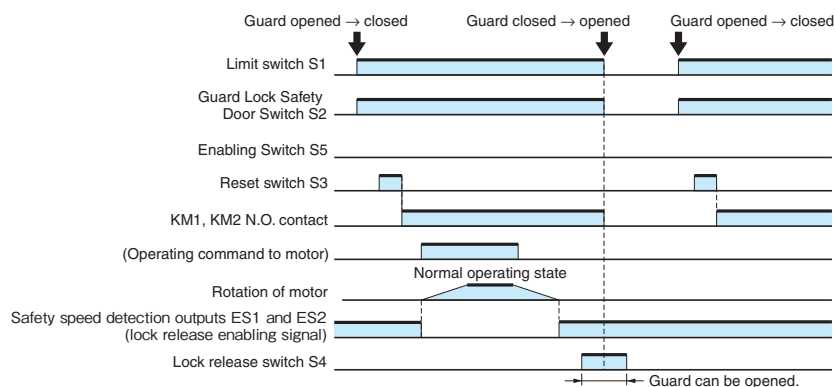 Guard opened → closed
Guard closed → opened
Guard opened → closed
Limit switch S1
Guard Lock Safety
Door Switch S2
Enabling Switch S5
Reset switch S3
KM1, KM2 N.O. contact
(Operating command to motor)
Normal operating state
Rotation of motor
Safety speed detection outputs ES1 and ES2
(lock release enabling signal)
Lock release switch S4
Guard can be opened.